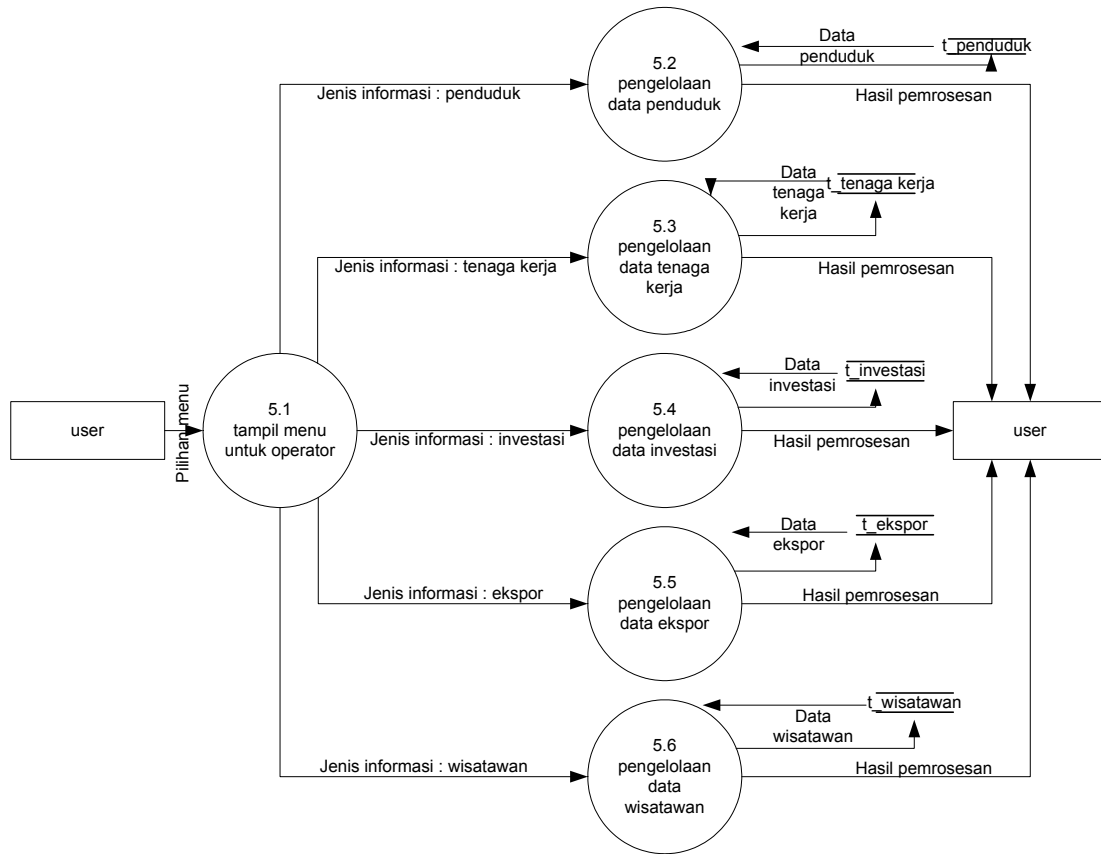 Data
penduduk
t_penduduk
5.2
pengelolaan
data penduduk
Jenis informasi : penduduk
Hasil pemrosesan
Data
tenaga
kerja
t_tenaga kerja
5.3
pengelolaan
data tenaga
kerja
Jenis informasi : tenaga kerja
Hasil pemrosesan
Data
investasi
t_investasi
user
Pilihan menu
5.1
tampil menu
untuk operator
Jenis informasi : investasi
5.4
pengelolaan
data investasi
Hasil pemrosesan
user
Data
ekspor
t_ekspor
5.5
pengelolaan
data ekspor
Jenis informasi : ekspor
Hasil pemrosesan
Data
wisatawan
t_wisatawan
5.6
pengelolaan
data
wisatawan
Jenis informasi : wisatawan
Hasil pemrosesan